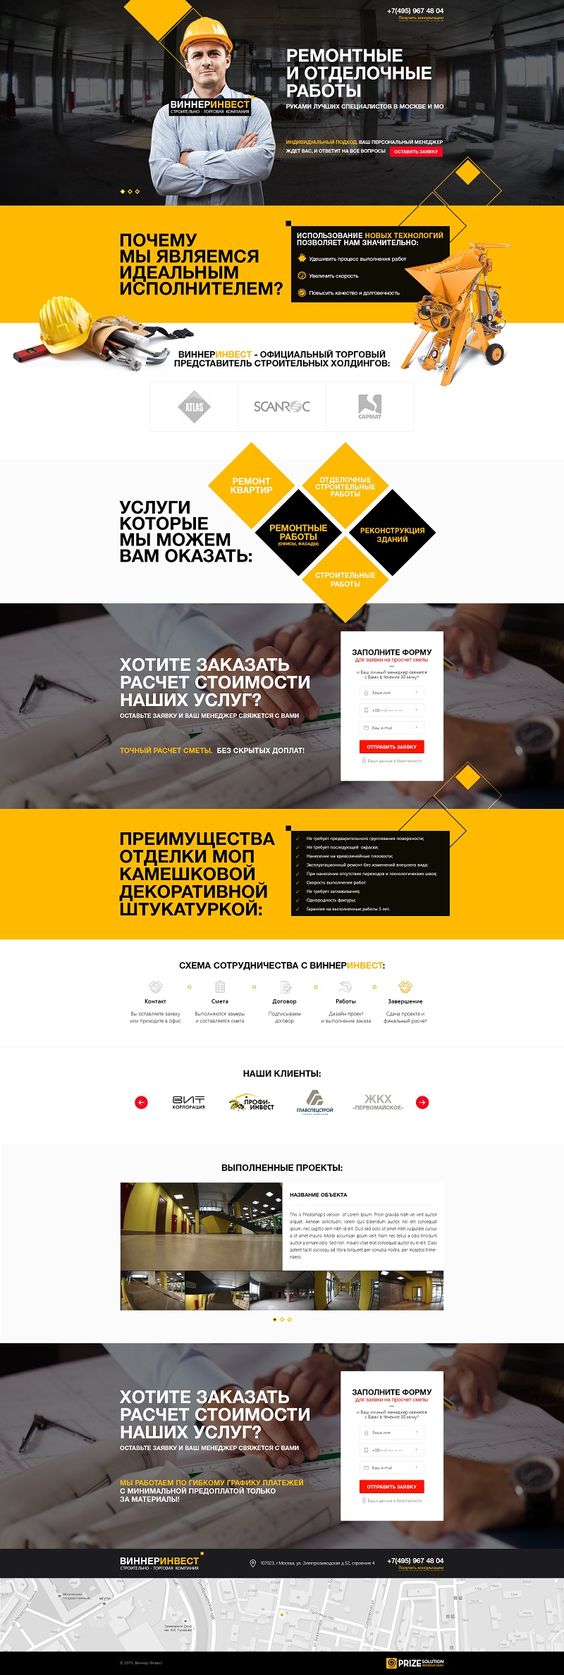 +7(495) 967 48 04
Получить консультацию
РЕМОНТНЫЕ
И ОТДЕЛОЧНЫЕ
РАБОТЫ
РУКАМИ ЛУЧШИХ СПЕЦИАЛИСТОВ В МОСКВЕ И МО
ВИННЕРИНВЕСТ
СТРОИТЕЛЬНО - ТОРГОВАЯ КОМПАНИЯ
ИНДИВИДУАЛЬНЫЙ ПОДХОД. ВАШ ПЕРСОНАЛЬНЫЙ МЕНЕДЖЕР
ЖДЕТ ВАС, И ОТВЕТИТ НА ВСЕ ВОПРОСЫ
ОСТАВИТЬ ЗАЯВКУ
ПОЧЕМУ
МЫ ЯВЛЯЕМСЯ
ИДЕАЛЬНЫМ
ИСПОЛНИТЕЛЕМ?
ИСПОЛЬЗОВАНИЕ НОВЫХ ТЕХНОЛОГИЙ
ПОЗВОЛЯЕТ НАМ ЗНАЧИТЕЛЬНО:
Удешевить процесс выполнения работ
Увеличить скорость
Повысить качество и долговечность
ВИННЕРИНВЕСТ - ОФИЦИАЛЬНЫЙ ТОРГОВЫЙ
ПРЕДСТАВИТЕЛЬ СТРОИТЕЛЬНЫХ ХОЛДИНГОВ:
ATLAS
SCANROC
САРМАТ
УСЛУГИ
КОТОРЫЕ
МЫ МОЖЕМ
ВАМ ОКАЗАТЬ:
РЕМОНТ
КВАРТИР
ОТДЕЛОЧНЫЕ
СТРОИТЕЛЬНЫЕ
РАБОТЫ
РЕМОНТНЫЕ
РАБОТЫ
(ОФИСЫ, ФАСАДЫ)
РЕКОНСТРУКЦИЯ
ЗДАНИЙ
СТРОИТЕЛЬНЫЕ
РАБОТЫ
ХОТИТЕ ЗАКАЗАТЬ
РАСЧЕТ СТОИМОСТИ
НАШИХ УСЛУГ?
ОСТАВЬТЕ ЗАЯВКУ И ВАШ МЕНЕДЖЕР СВЯЖЕТСЯ С ВАМИ
ТОЧНЫЙ РАСЧЕТ СМЕТЫ. БЕЗ СКРЫТЫХ ДОПЛАТ!
ЗАПОЛНИТЕ ФОРМУ
для заявки на просчет сметы
и Ваш личный менеджер свяжется
с Вами в течение 30 минут
Ваше имя
Ваш e-mail
ОТПРАВИТЬ ЗАЯВКУ
Ваши данные в безопасности
ПРЕИМУЩЕСТВА
ОТДЕЛКИ МОП
КАМЕШКОВОЙ
ДЕКОРАТИВНОЙ
ШТУКАТУРКОЙ:
Не требует предварительного грунтования поверхности;
Не требует последующей окраски;
Нанесение на криволинейные плоскости;
Эксплуатационный ремонт без изменений внешнего вида;
При нанесении отсутствие переходов и технологических швов;
Скорость выполнения работ
Не требует заглаживания;
Однородность фактуры;
Гарантия на выполненные работы 5 лет.
СХЕМА СОТРУДНИЧЕСТВА С ВИННЕРИНВЕСТ:
Контакт
Вы оставляете заявку
или приходите в офис
Смета
Выполняются замеры
и составляется смета
Договор
Подписываем
договор
Работы
Дизайн проект
и выполнение заказа
Завершение
Сдача проекта и
финальный расчет
НАШИ КЛИЕНТЫ:
ВИТ
КОРПОРАЦИЯ
ПРОФИ-
ИНВЕСТ
ГЛАВСПЕЦСТРОЙ
ЖКХ
«ПЕРВОМАЙСКОЕ»
ВЫПОЛНЕННЫЕ ПРОЕКТЫ:
НАЗВАНИЕ ОБЪЕКТА
This is Photoshop's version of Lorem Ipsum. Proin gravida nibh vel velit auctor
aliquet. Aenean sollicitudin, lorem quis bibendum auctor, nisi elit consequat
ipsum, nec sagittis sem nibh id elit. Duis sed odio sit amet nibh vulputate cursus
a sit amet mauris. Morbi accumsan ipsum velit. Nam nec tellus a odio tincidunt
auctor a ornare odio. Sed non mauris vitae erat consequat auctor eu in elit. Class
aptent taciti sociosqu ad litora torquent per conubia nostra, per inceptos hime-
naeos.
ХОТИТЕ ЗАКАЗАТЬ
РАСЧЕТ СТОИМОСТИ
НАШИХ УСЛУГ?
ОСТАВЬТЕ ЗАЯВКУ И ВАШ МЕНЕДЖЕР СВЯЖЕТСЯ С ВАМИ
МЫ РАБОТАЕМ ПО ГИБКОМУ ГРАФИКУ ПЛАТЕЖЕЙ
С МИНИМАЛЬНОЙ ПРЕДОПЛАТОЙ ТОЛЬКО
ЗА МАТЕРИАЛЫ!
ЗАПОЛНИТЕ ФОРМУ
для заявки на просчет сметы
и Ваш личный менеджер свяжется
с Вами в течение 30 минут
Ваше имя
Ваш e-mail
ОТПРАВИТЬ ЗАЯВКУ
Ваши данные в безопасности
ВИННЕРИНВЕСТ
СТРОИТЕЛЬНО - ТОРГОВАЯ КОМПАНИЯ
107023, г.Москва, ул. Электрозаводская д.52, строение 4
+7(495) 967 48 04
Получить консультацию
© 2015 Виннер Инвест
PRIZE SOLUTION